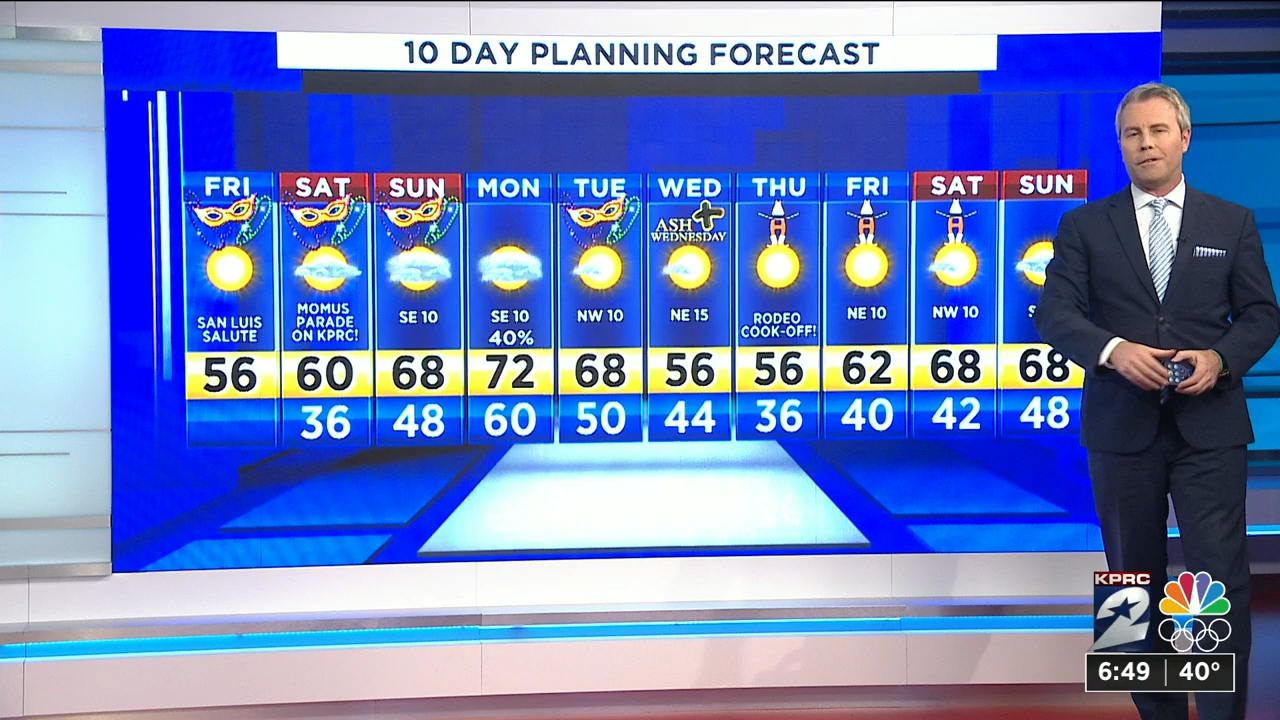 10 DAY PLANNING FORECAST
FRI SAT SUN MON TUE WED THU FRI SAT SUN
ASH
WEDNESDAY
SAN LUIS
SALUTE
MOMUS
PARADE
ON KPRC!
SE 10
SE 10
40%
NW 10
NE 15
RODEO
COOK-OFF!
NE 10
NW 10
56 60 68 72 68 56 56 62 68 68
36 48 60 50 44 36 40 42 48
KPRC
2
6:49 40°